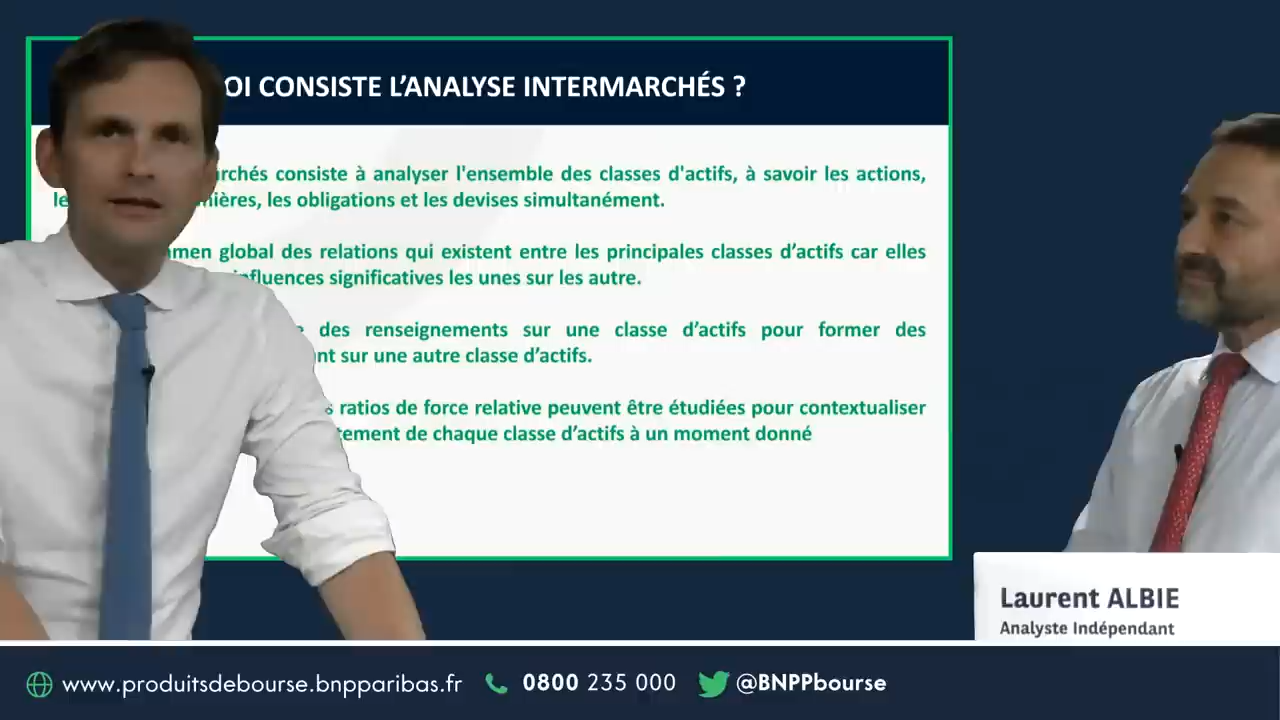 OI CONSISTE L’ANALYSE INTERMARCHÉS ?
rchés consiste à analyser l'ensemble des classes d'actifs, à savoir les actions,
le ières, les obligations et les devises simultanément.
men global des relations qui existent entre les principales classes d’actifs car elles
nfluences significatives les unes sur les autre.
des renseignements sur une classe d’actifs pour former des
nt sur une autre classe d’actifs.
s ratios de force relative peuvent être étudiées pour contextualiser
tement de chaque classe d’actifs à un moment donné
Laurent ALBIE
Analyste Indépendant
www.produitsdebourse.bnpparibas.fr 0800 235 000 @BNPPbourse